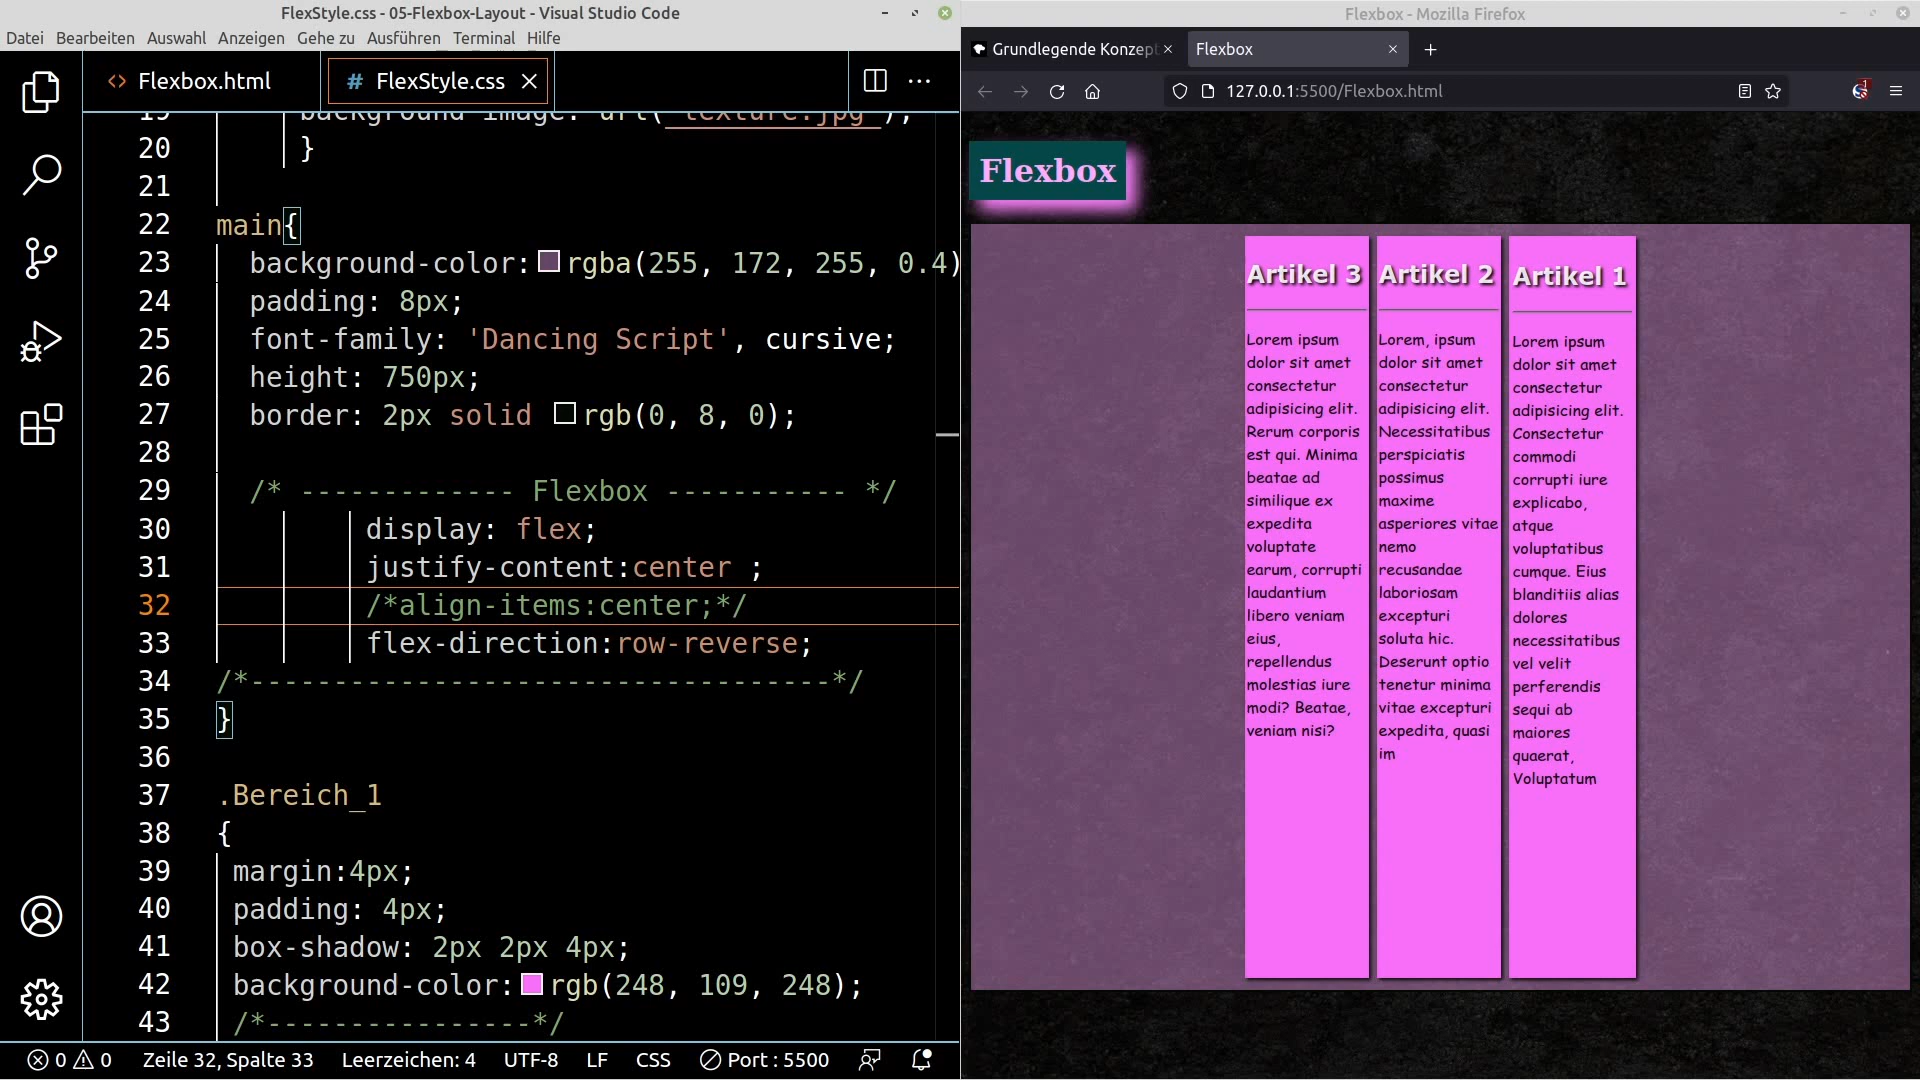 FlexStyle.css - 05-Flexbox-Layout - Visual Studio Code
Datei Bearbeiten Auswahl Anzeigen Gehe zu Ausführen Terminal Hilfe
<> Flexbox.html
# FlexStyle.css
20 }
21
22 main{
23 background-color: rgba(255, 172, 255, 0.4)
24 padding: 8px;
25 font-family: 'Dancing Script', cursive;
26 height: 750px;
27 border: 2px solid rgb(0, 8, 0);
28
29 /* ------------- Flexbox ----------- */
30 display: flex;
31 justify-content:center ;
32 /*align-items:center;*/
33 flex-direction:row-reverse;
34 /*-----------------------------------*/
35 }
36
37 .Bereich_1
38 {
39 margin:4px;
40 padding: 4px;
41 box-shadow: 2px 2px 4px;
42 background-color: rgb(248, 109, 248);
43 /*----------------*/
0 0 Zeile 32, Spalte 33 Leerzeichen: 4 UTF-8 LF CSS Port : 5500
Flexbox - Mozilla Firefox
Grundlegende Konzept
Flexbox
127.0.0.1:5500/Flexbox.html
1
Flexbox
Artikel 3
Lorem ipsum
dolor sit amet
consectetur
adipisicing elit.
Rerum corporis
est qui. Minima
beatae ad
similique ex
expedita
voluptate
earum, corrupti
laudantium
libero veniam
eius,
repellendus
molestias iure
modi? Beatae,
veniam nisi?
Artikel 2
Lorem, ipsum
dolor sit amet
consectetur
adipisicing elit.
Necessitatibus
perspiciatis
possimus
maxime
asperiores vitae
nemo
recusandae
laboriosam
excepturi
soluta hic.
Deserunt optio
tenetur minima
vitae excepturi
expedita, quasi
im
Artikel 1
Lorem ipsum
dolor sit amet
consectetur
adipisicing elit.
Consectetur
commodi
corrupti iure
explicabo,
atque
voluptatibus
cumque. Eius
blanditiis alias
dolores
necessitatibus
vel velit
perferendis
sequi ab
maiores
quaerat,
Voluptatum